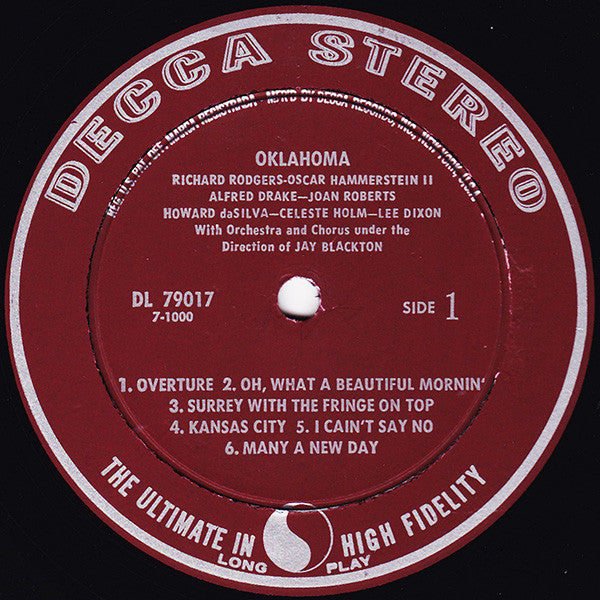 DECCA STEREO
REG. U.S. PAT. OFF. MARCA REGISTRADA • MFR'D BY DECCA RECORDS, INC., NEW YORK, U.S.A.
OKLAHOMA
RICHARD RODGERS-OSCAR HAMMERSTEIN II
ALFRED DRAKE—JOAN ROBERTS
HOWARD daSILVA—CELESTE HOLM—LEE DIXON
With Orchestra and Chorus under the
Direction of JAY BLACKTON
DL 79017
7-1000
SIDE 1
1. OVERTURE 2. OH, WHAT A BEAUTIFUL MORNIN'
3. SURREY WITH THE FRINGE ON TOP
4. KANSAS CITY 5. I CAIN'T SAY NO
6. MANY A NEW DAY
THE ULTIMATE IN HIGH FIDELITY
LONG PLAY